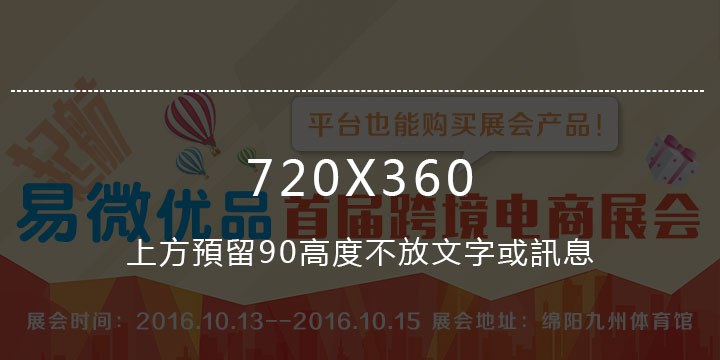 起航
平台也能购买展会产品！
720X360
易微优品首届跨境电商展会
上方預留90高度不放文字或訊息
展会时间：2016.10.13--2016.10.15 展会地址：绵阳九州体育馆